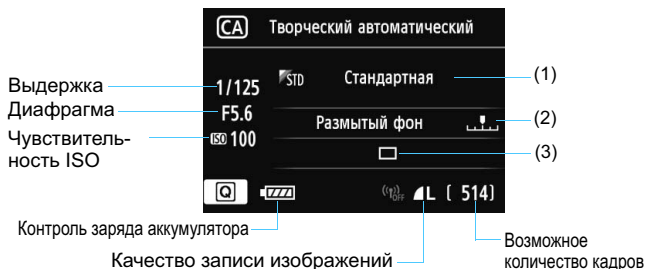 CA Творческий автоматический
Выдержка
1/125
STD Стандартная
(1)
Диафрагма
F5.6
Размытый фон
(2)
Чувствитель-
ность ISO
ISO 100
(3)
Q
OFF
L [ 514]
Контроль заряда аккумулятора
Качество записи изображений
Возможное
количество кадров